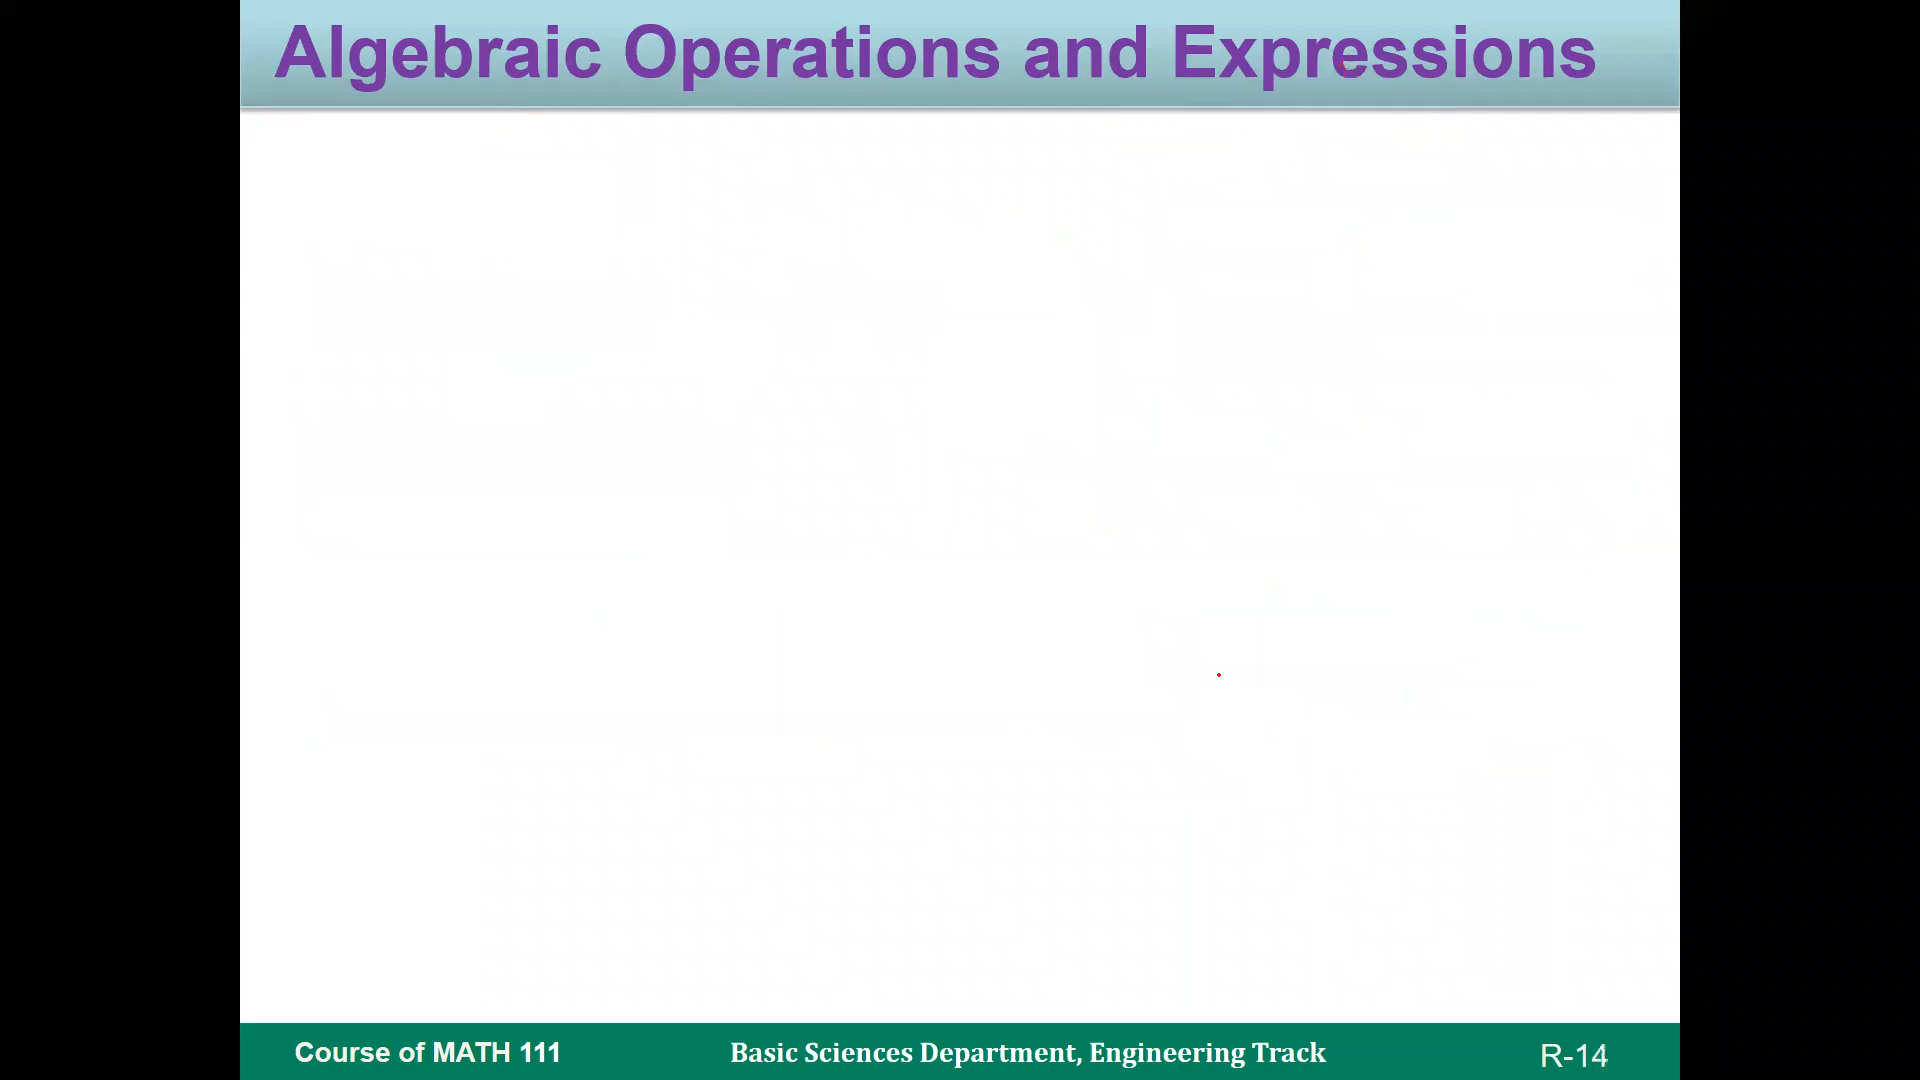 Algebraic Operations and Expressions
Course of MATH 111 Basic Sciences Department, Engineering Track R-14